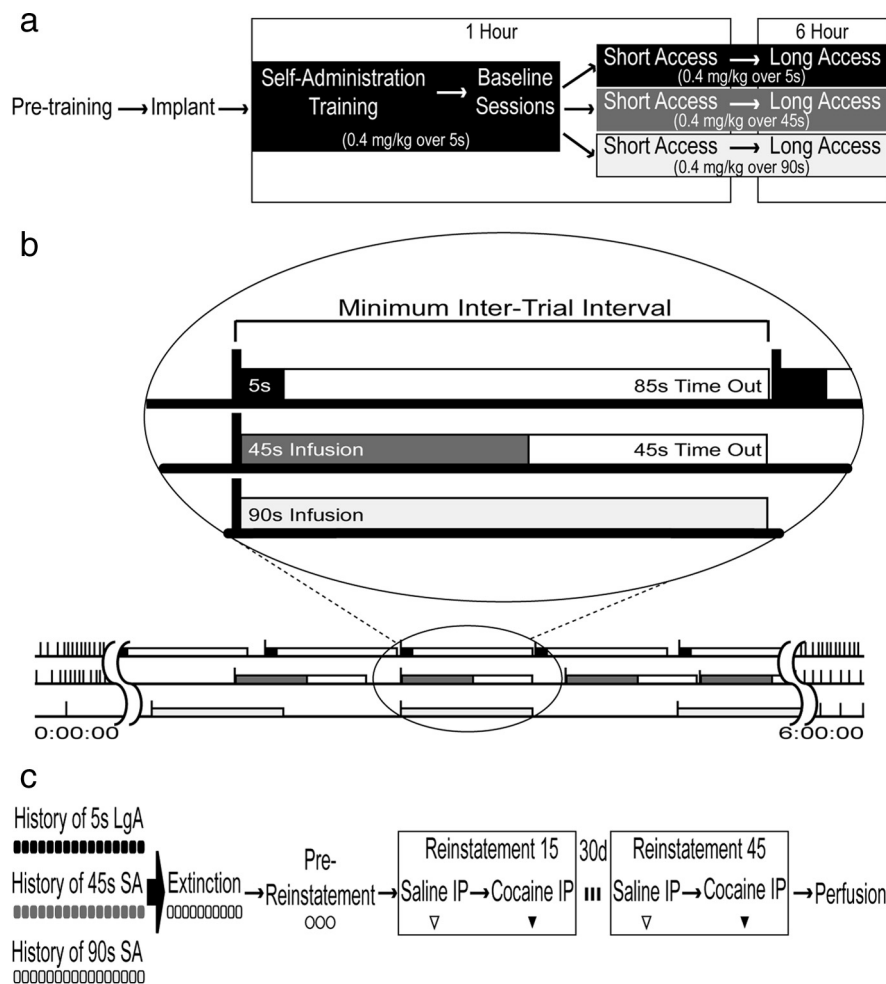 a
1 Hour
6 Hour
Pre-training
Implant
Self-Administration
Training
Baseline
Sessions
(0.4 mg/kg over 5s)
Short Access
Long Access
(0.4 mg/kg over 5s)
Short Access
Long Access
(0.4 mg/kg over 45s)
Short Access
Long Access
(0.4 mg/kg over 90s)
b
Minimum Inter-Trial Interval
5s
85s Time Out
45s Infusion
45s Time Out
90s Infusion
0:00:00
6:00:00
c
History of 5s LgA
History of 45s SA
History of 90s SA
Extinction
Pre-
Reinstatement
Reinstatement 15
Saline IP
Cocaine IP
30d
Reinstatement 45
Saline IP
Cocaine IP
Perfusion